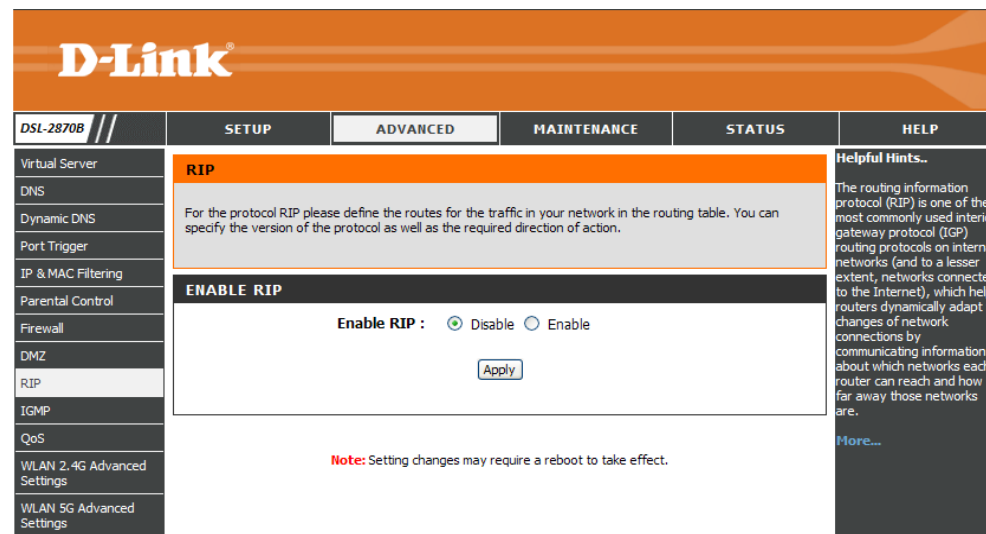 D-Link®
DSL-2870B
SETUP
ADVANCED
MAINTENANCE
STATUS
HELP
Virtual Server
DNS
Dynamic DNS
Port Trigger
IP & MAC Filtering
Parental Control
Firewall
DMZ
RIP
IGMP
QoS
WLAN 2.4G Advanced
Settings
WLAN 5G Advanced
Settings
RIP
For the protocol RIP please define the routes for the traffic in your network in the routing table. You can
specify the version of the protocol as well as the required direction of action.
ENABLE RIP
Enable RIP : Disable Enable
Apply
Note: Setting changes may require a reboot to take effect.
Helpful Hints..
The routing information
protocol (RIP) is one of the
most commonly used
gateway protocol (IGP)
routing protocols on
networks (and to a lesser
extent, networks
to the Internet), which
routers dynamically adapt
changes of network
connections by
communicating information
about which networks each
router can reach and how
far away those networks
are.
More...